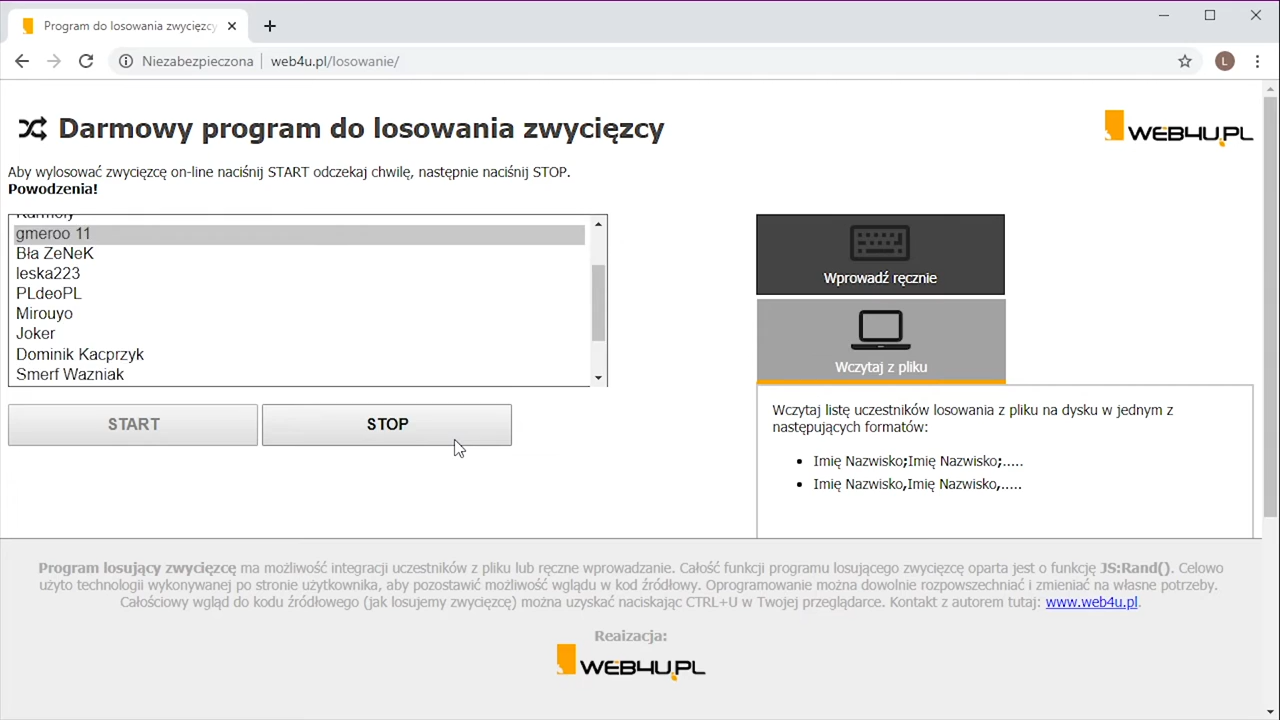 Program do losowania zwycięzcy
Niezabezpieczona
web4u.pl/losowanie/
L
Darmowy program do losowania zwycięzcy
WEB4U.PL
Aby wylosować zwycięzcę on-line naciśnij START odczekaj chwilę, następnie naciśnij STOP.
Powodzenia!
gmeroo 11
Bła ZeNeK
leska223
PLdeoPL
Mirouyo
Joker
Dominik Kacprzyk
Smerf Wazniak
START
STOP
Wprowadź ręcznie
Wczytaj z pliku
Wczytaj listę uczestników losowania z pliku na dysku w jednym z
następujących formatów:
Imię Nazwisko;Imię Nazwisko;.....
Imię Nazwisko,Imię Nazwisko,.....
Program losujący zwycięzcę ma możliwość integracji uczestników z pliku lub ręczne wprowadzanie. Całość funkcji programu losującego zwycięzcę oparta jest o funkcję JS:Rand(). Celowo
użyto technologii wykonywanej po stronie użytkownika, aby pozostawić możliwość wglądu w kod źródłowy. Oprogramowanie można dowolnie rozpowszechniać i zmieniać na własne potrzeby.
Całościowy wgląd do kodu źródłowego (jak losujemy zwycięzcę) można uzyskać naciskając CTRL+U w Twojej przeglądarce. Kontakt z autorem tutaj: www.web4u.pl.
Reaizacja:
WEB4U.PL